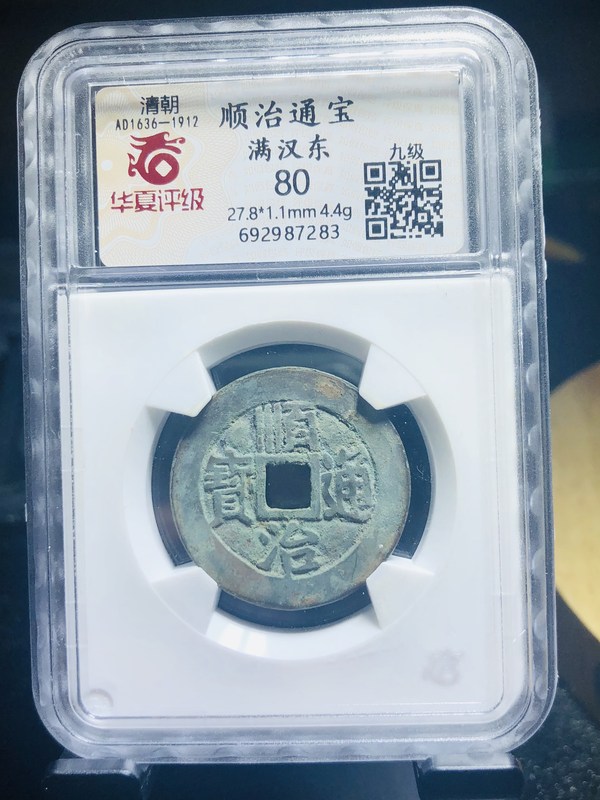 清朝
AD1636—1912
华夏评级
顺治通宝
满汉东
80
27.8*1.1mm 4.4g
692987283
九级
順治通寶